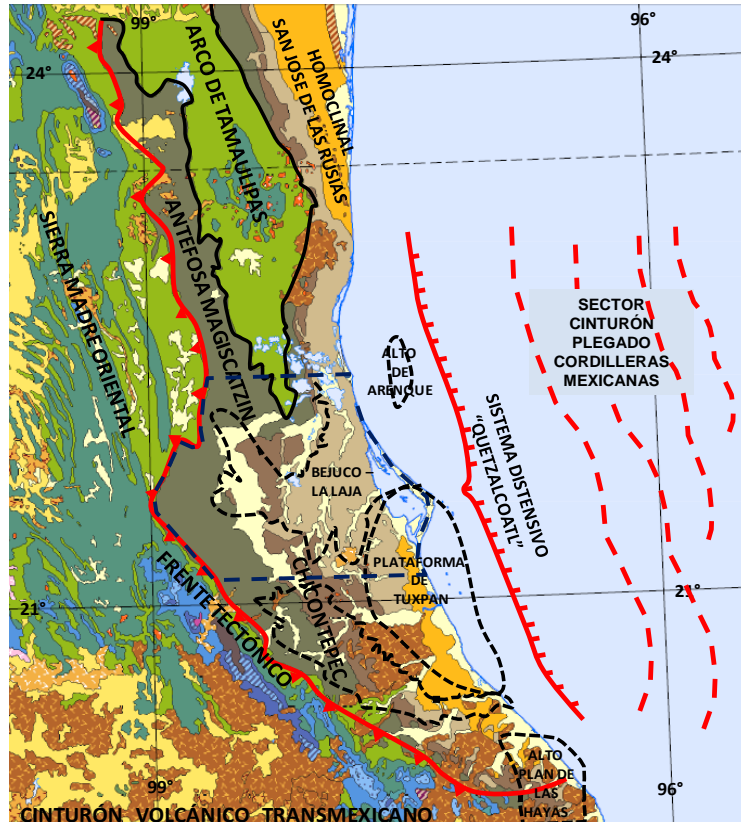 99°
96°
24°
24°
ARCO DE TAMAULIPAS
HOMOCLINAL
SAN JOSE DE LAS RUSIAS
SIERRA MADRE ORIENTAL
ANTEFOSA MAGISCATZIN
SECTOR
CINTURÓN
PLEGADO
CORDILLERAS
MEXICANAS
ALTO
DE
ARENQUE
SISTEMA DISTENSIVO
“QUETZALCOATL”
BEJUCO –
LA LAJA
PLATAFORMA
DE
TUXPAN
CHICONTEPEC
FRENTE TECTÓNICO
21°
21°
ALTO
PLAN DE
LAS
HAYAS
99°
96°
CINTURÓN VOLCÁNICO TRANSMEXICANO